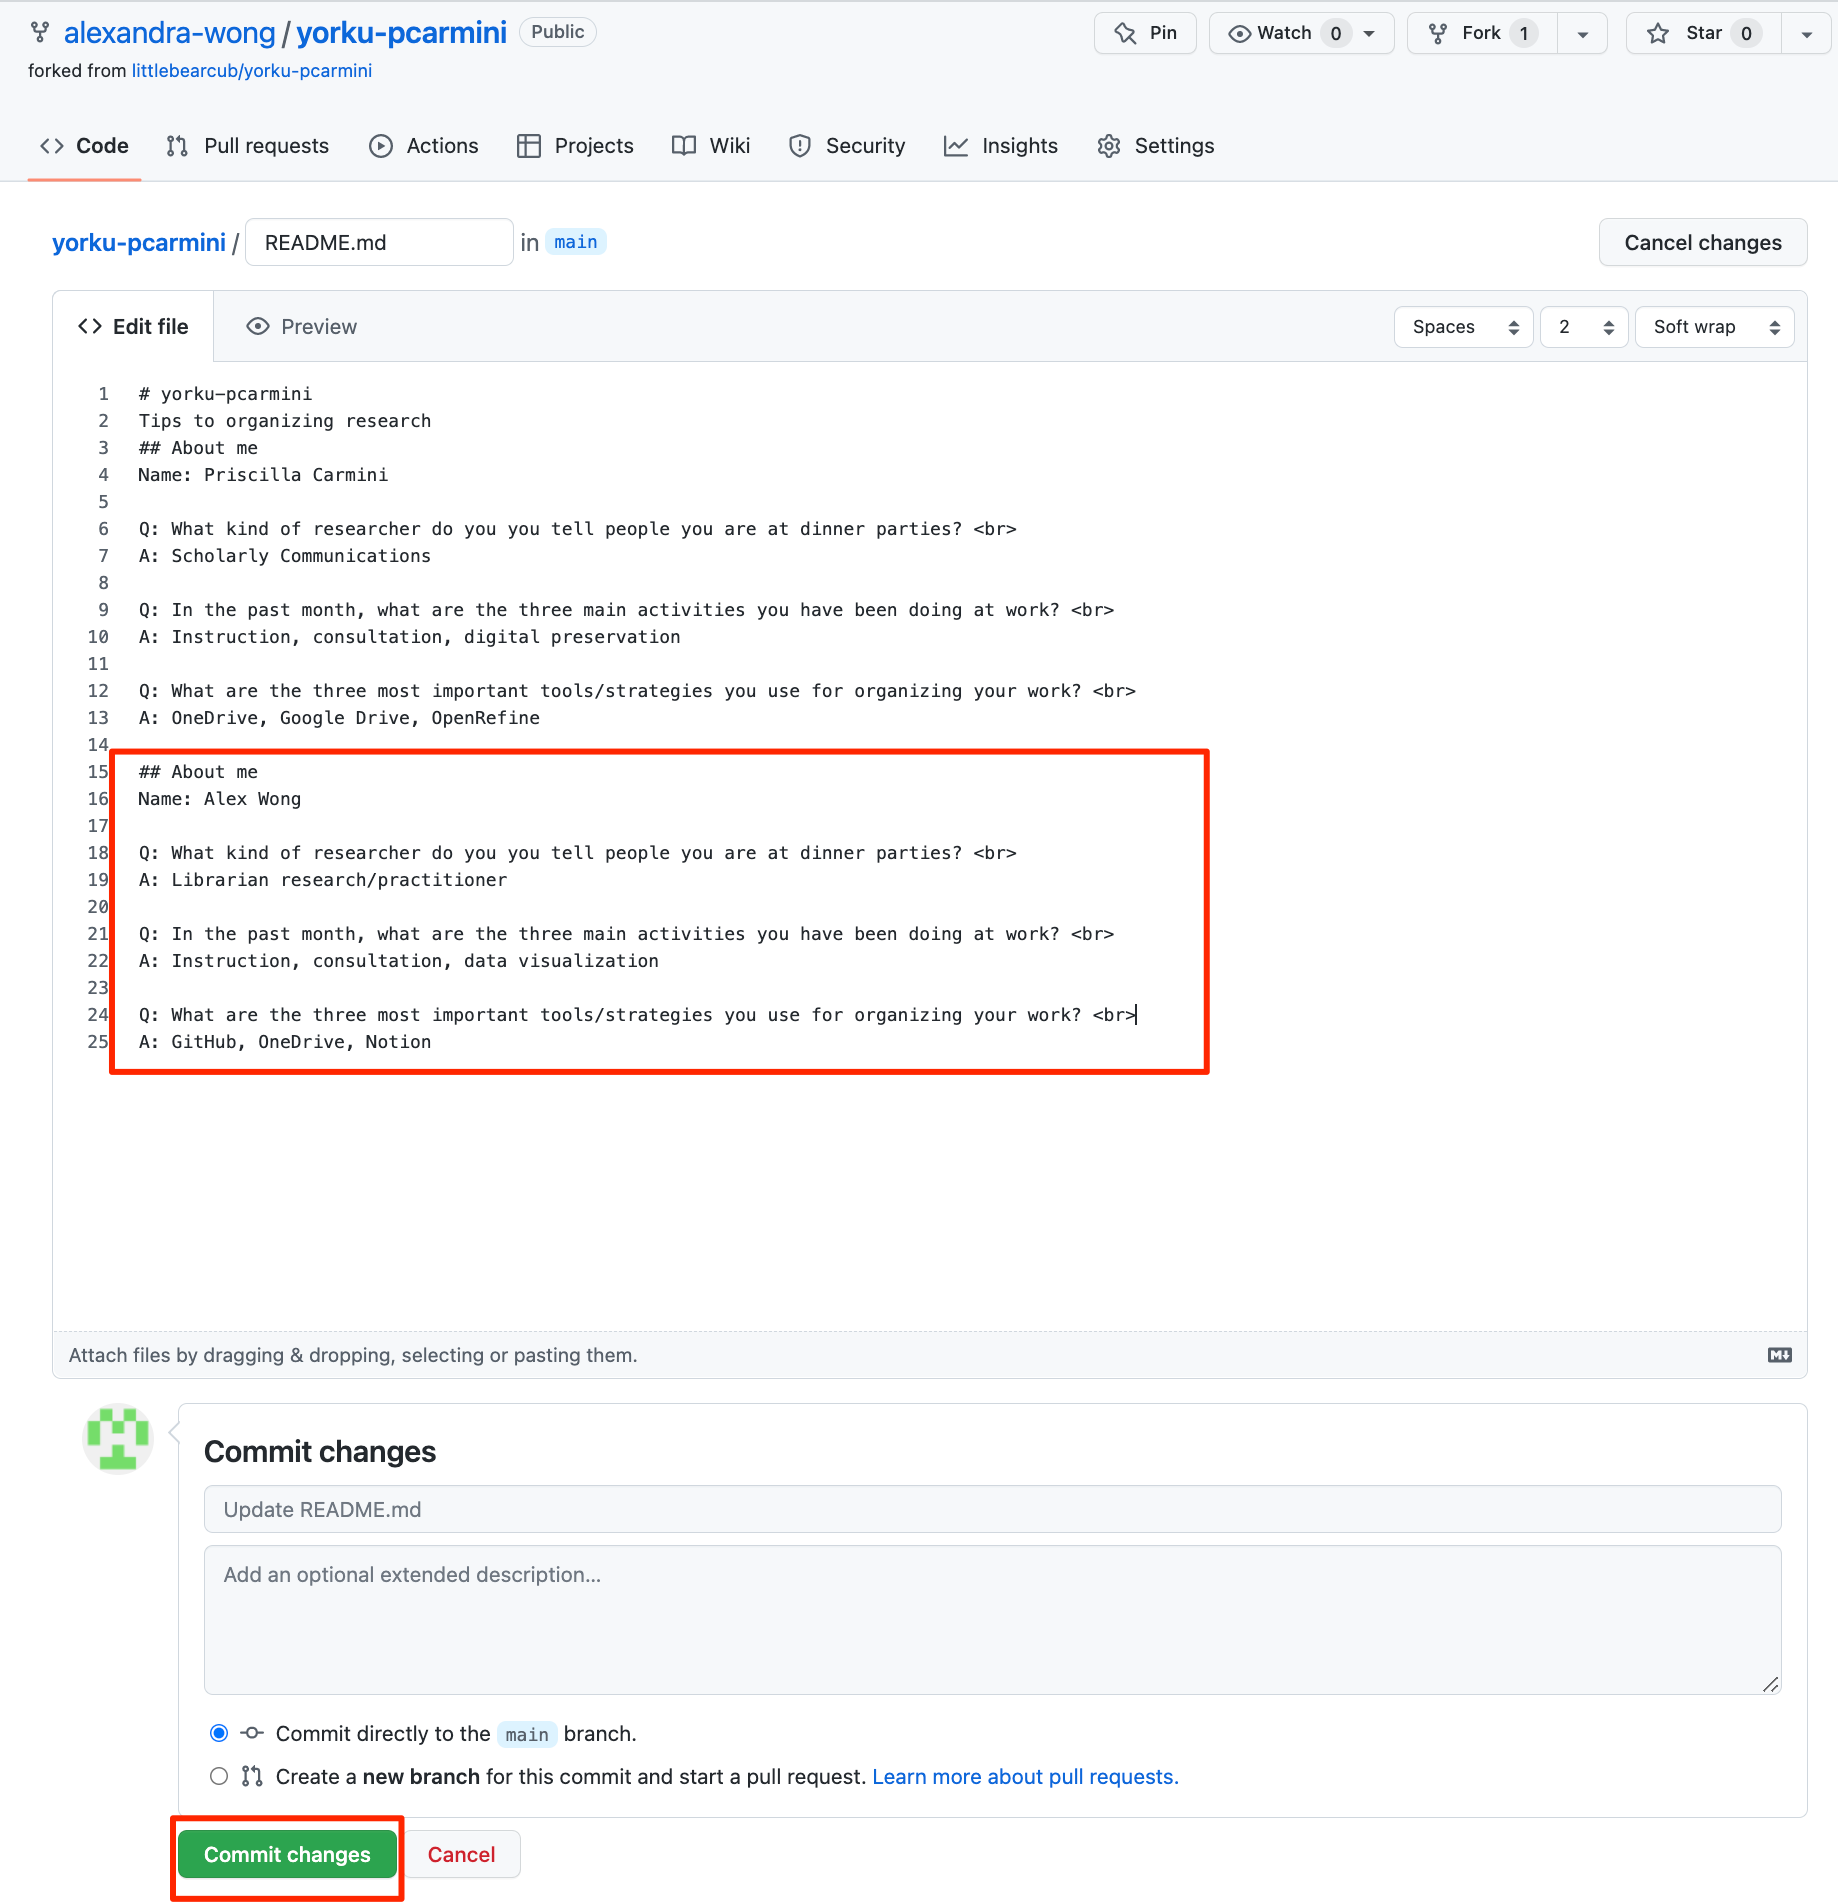 alexandra-wong / yorku-pcarmini Public Pin Watch 0 Fork 1 Star 0
forked from littlebearcub/yorku-pcarmini
Code Pull requests Actions Projects Wiki Security Insights Settings
yorku-pcarmini / README.md in main Cancel changes
Edit file Preview Spaces 2 Soft wrap
1 # yorku-pcarmini
2 Tips to organizing research
3 ## About me
4 Name: Priscilla Carmini
5
6 Q: What kind of researcher do you you tell people you are at dinner parties? <br>
7 A: Scholarly Communications
8
9 Q: In the past month, what are the three main activities you have been doing at work? <br>
10 A: Instruction, consultation, digital preservation
11
12 Q: What are the three most important tools/strategies you use for organizing your work? <br>
13 A: OneDrive, Google Drive, OpenRefine
14
15 ## About me
16 Name: Alex Wong
17
18 Q: What kind of researcher do you you tell people you are at dinner parties? <br>
19 A: Librarian research/practitioner
20
21 Q: In the past month, what are the three main activities you have been doing at work? <br>
22 A: Instruction, consultation, data visualization
23
24 Q: What are the three most important tools/strategies you use for organizing your work? <br>
25 A: GitHub, OneDrive, Notion
Attach files by dragging & dropping, selecting or pasting them. M↓
Commit changes
Update README.md
Add an optional extended description...
Commit directly to the main branch.
Create a new branch for this commit and start a pull request. Learn more about pull requests.
Commit changes Cancel